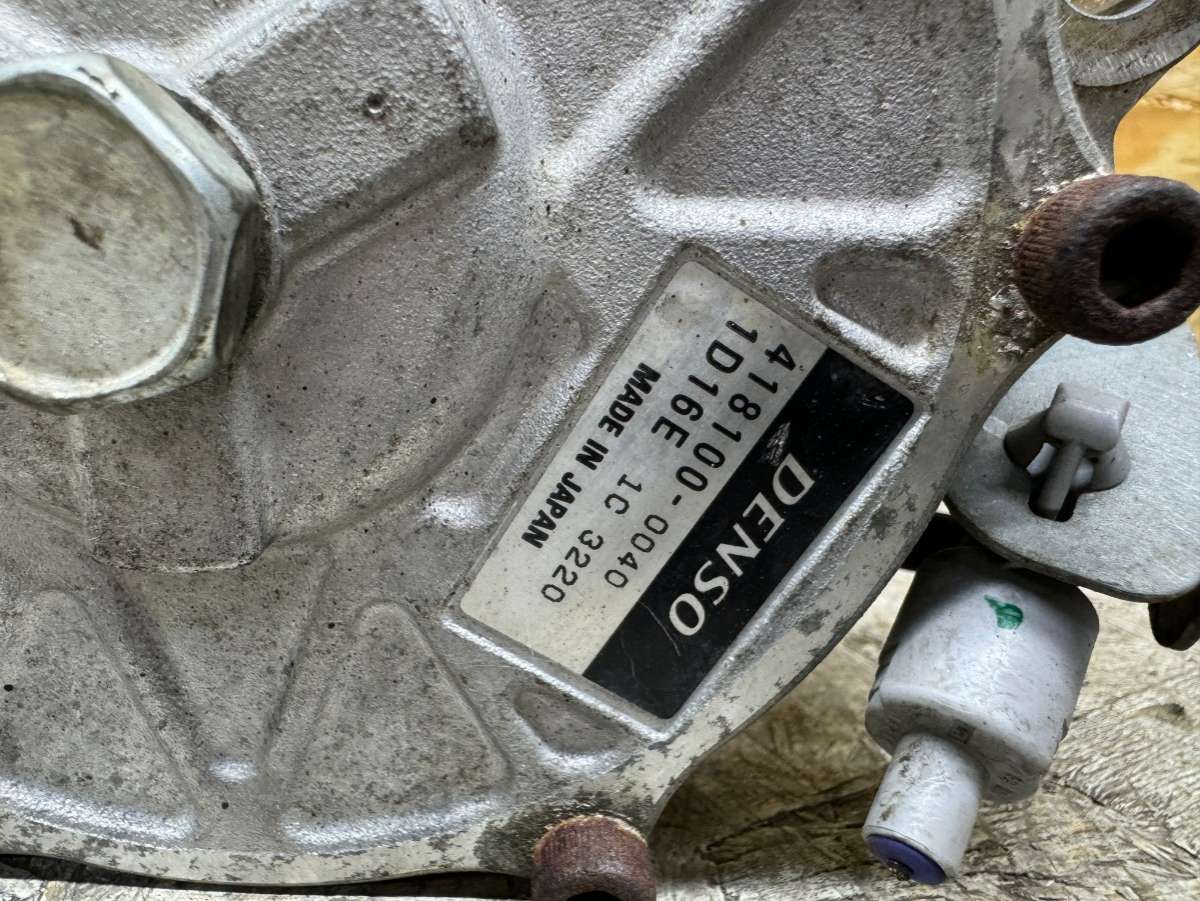 DENSO
418100-0040
1D16E 1C 3220
MADE IN JAPAN